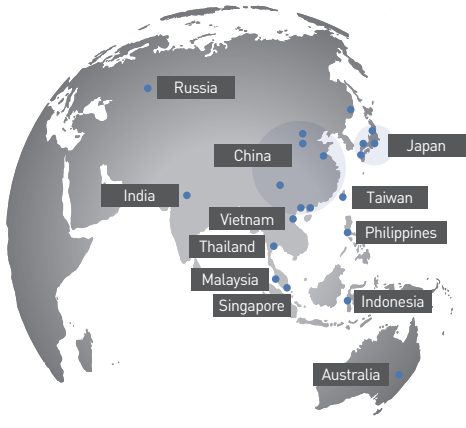 Russia
Japan
China
India
Taiwan
Vietnam
Philippines
Thailand
Malaysia
Singapore
Indonesia
Australia